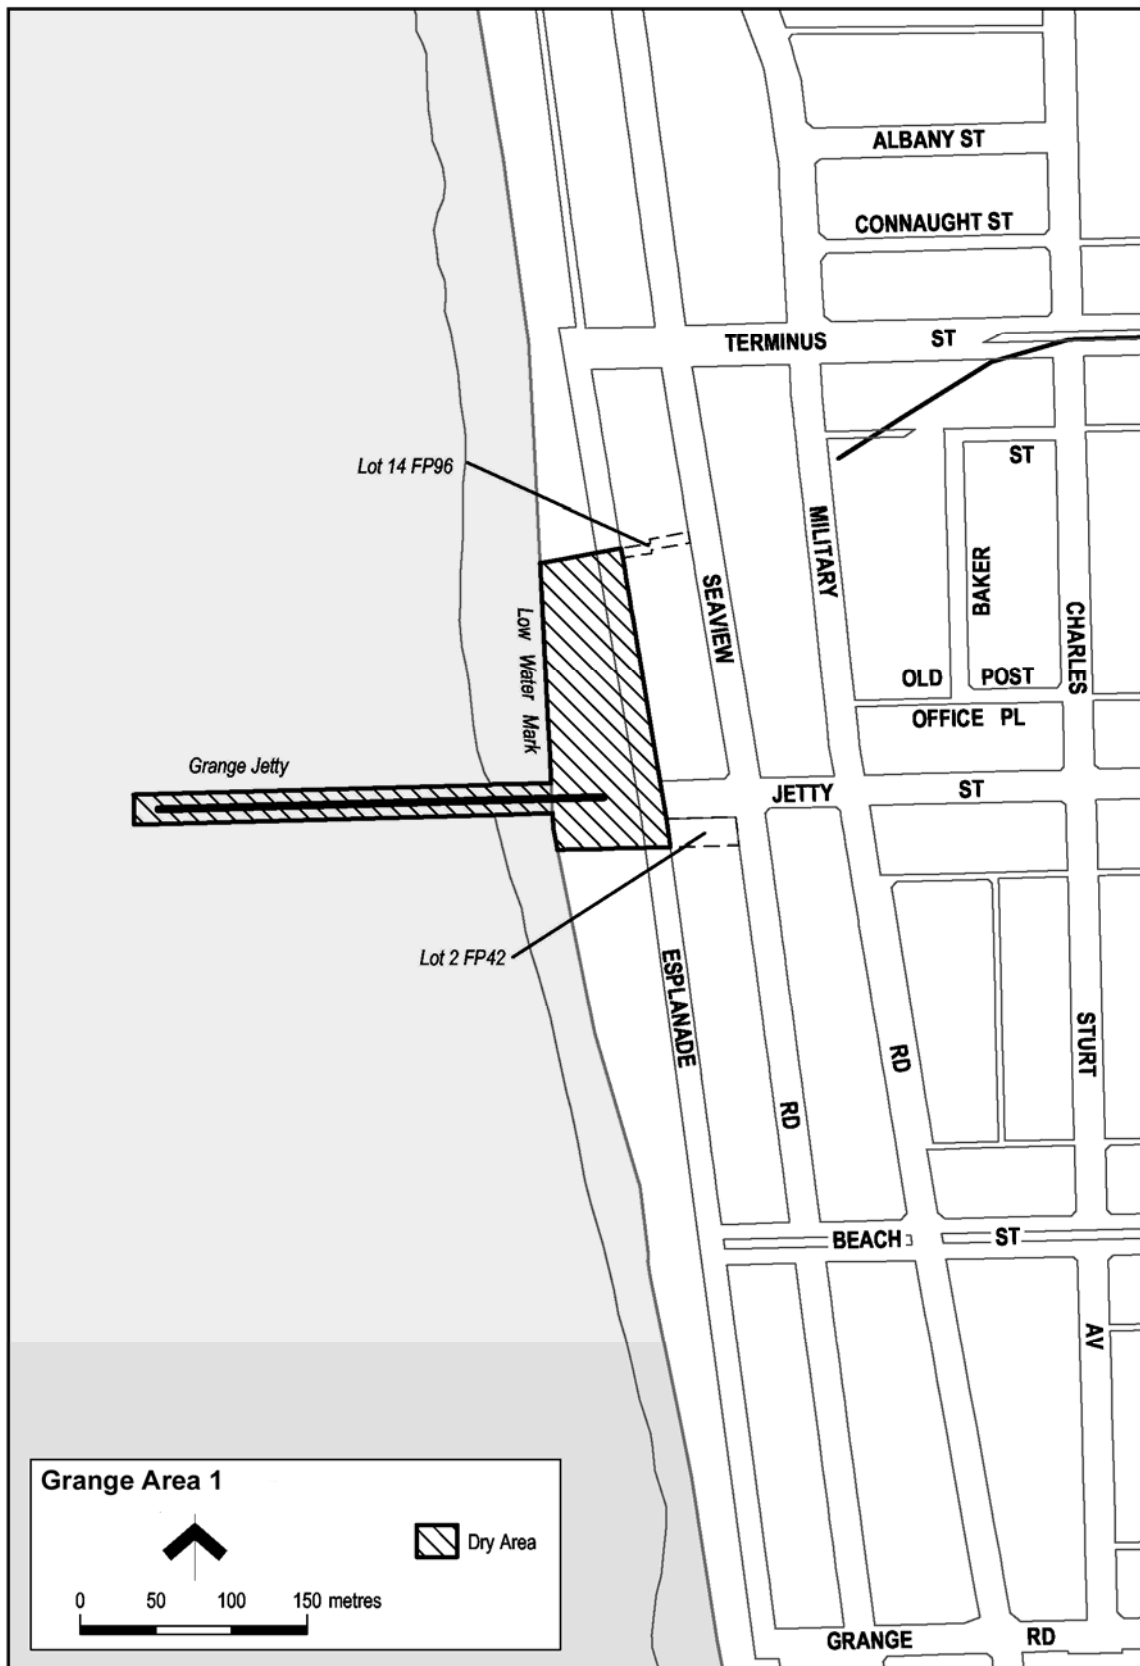 ALBANY ST
CONNAUGHT ST
TERMINUS ST
Lot 14 FP96
ST
MILITARY
BAKER
SEAVIEW
CHARLES
Low Water Mark
OLD POST
OFFICE PL
Grange Jetty
JETTY ST
Lot 2 FP42
ESPLANADE
STURT
RD
RD
BEACH ST
AV
Grange Area 1
Dry Area
0 50 100 150 metres
GRANGE RD